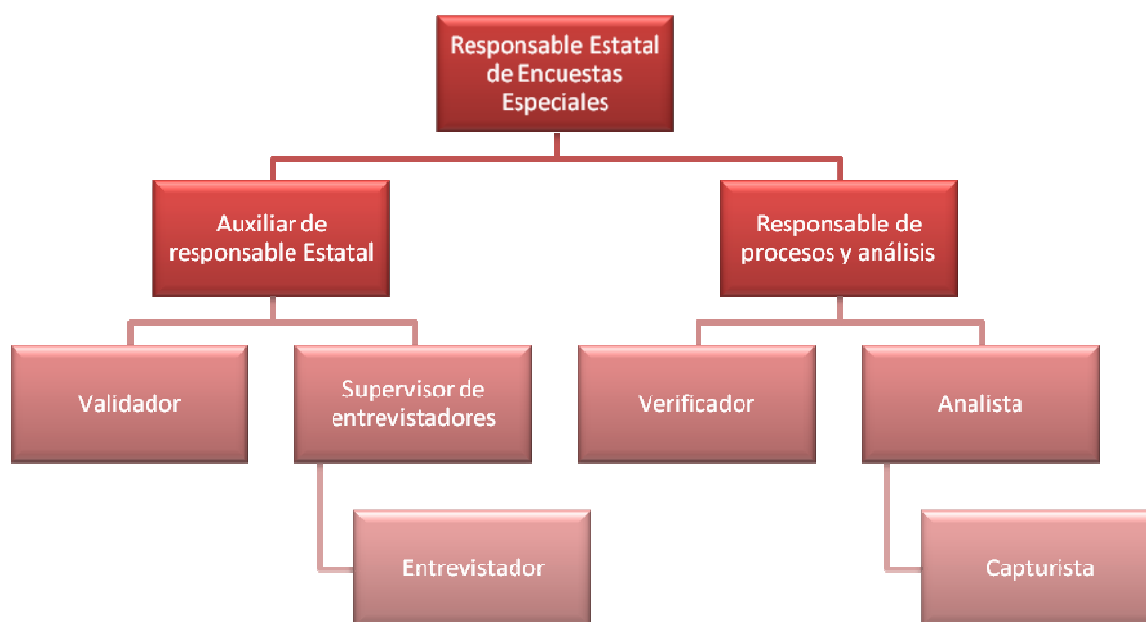 Responsable Estatal
de Encuestas
Especiales
Auxiliar de
responsable Estatal
Responsable de
procesos y análisis
Validador
Supervisor de
entrevistadores
Verificador
Analista
Entrevistador
Capturista